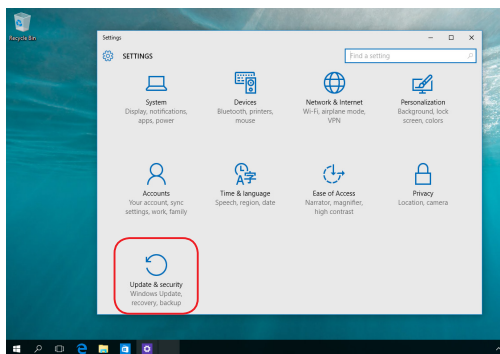 Recycle Bin
Settings
SETTINGS
Find a setting
System
Display, notifications,
apps, power
Devices
Bluetooth, printers,
mouse
Network & Internet
Wi-Fi, airplane mode,
VPN
Personalization
Background, lock
screen, colors
Accounts
Your account, sync
settings, work, family
Time & language
Speech, region, date
Ease of Access
Narrator, magnifier,
high contrast
Privacy
Location, camera
Update & security
Windows Update,
recovery, backup